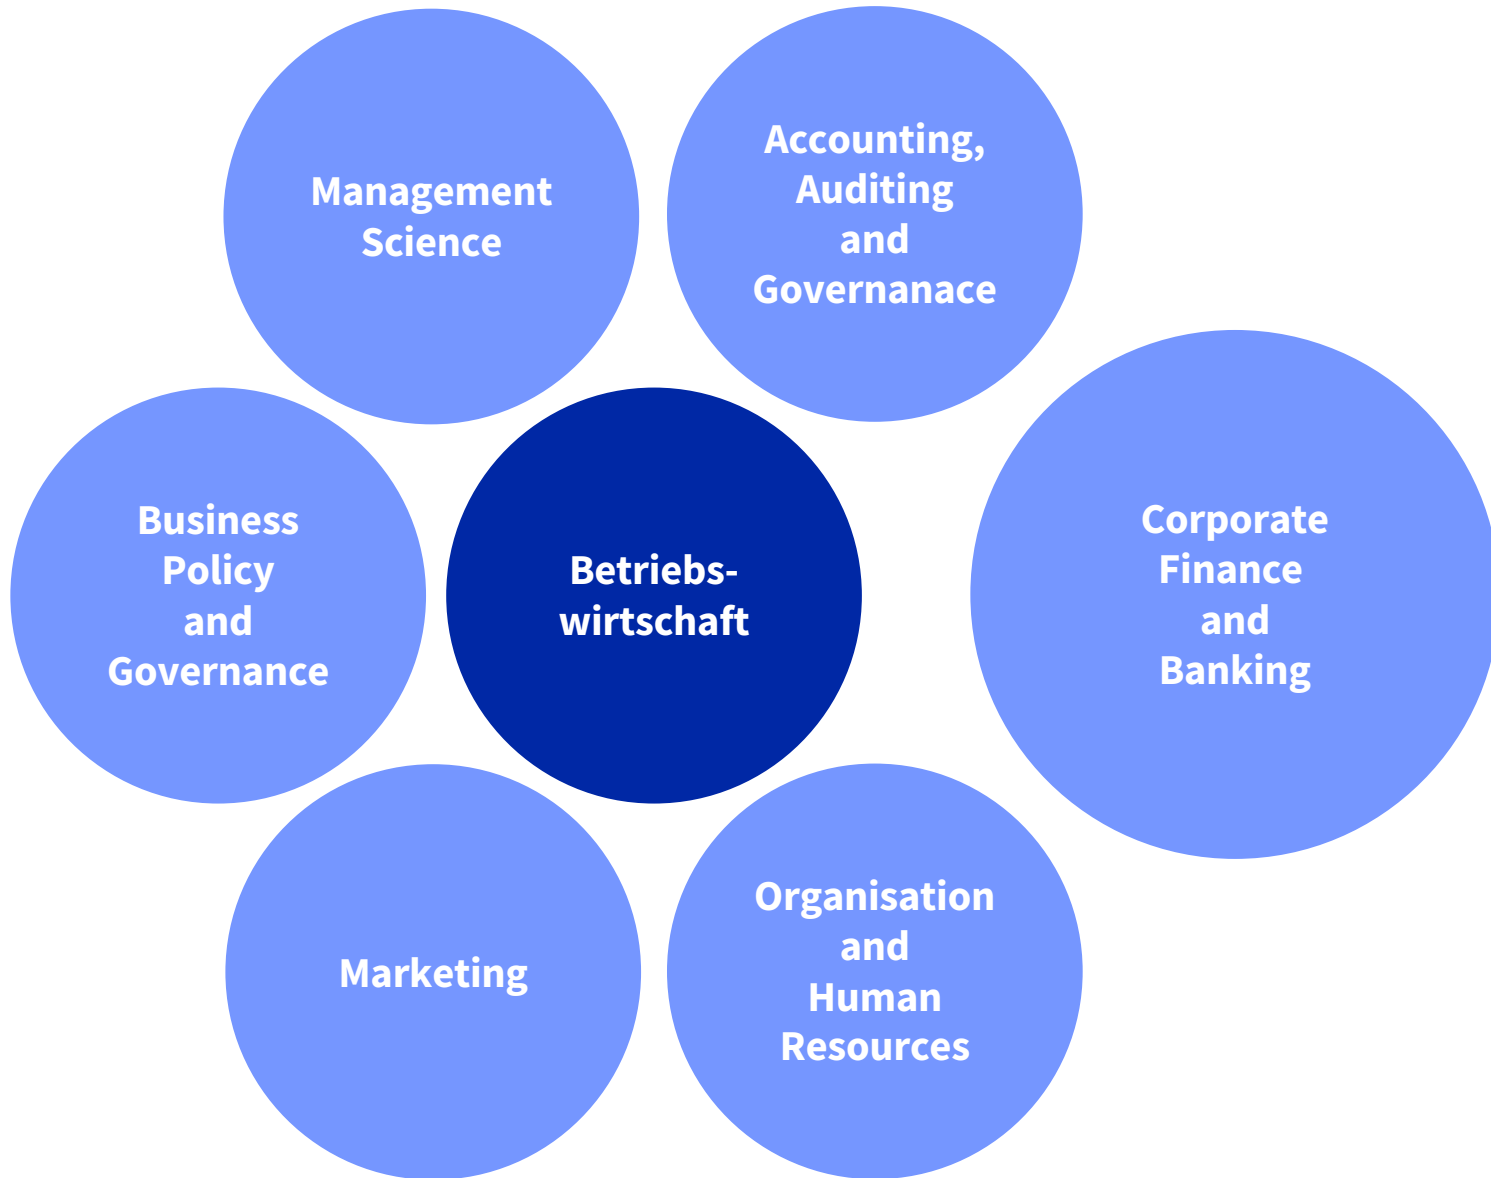 Management
Science
Accounting,
Auditing
and
Governanace
Business
Policy
and
Governance
Betriebs-
wirtschaft
Corporate
Finance
and
Banking
Marketing
Organisation
and
Human
Resources